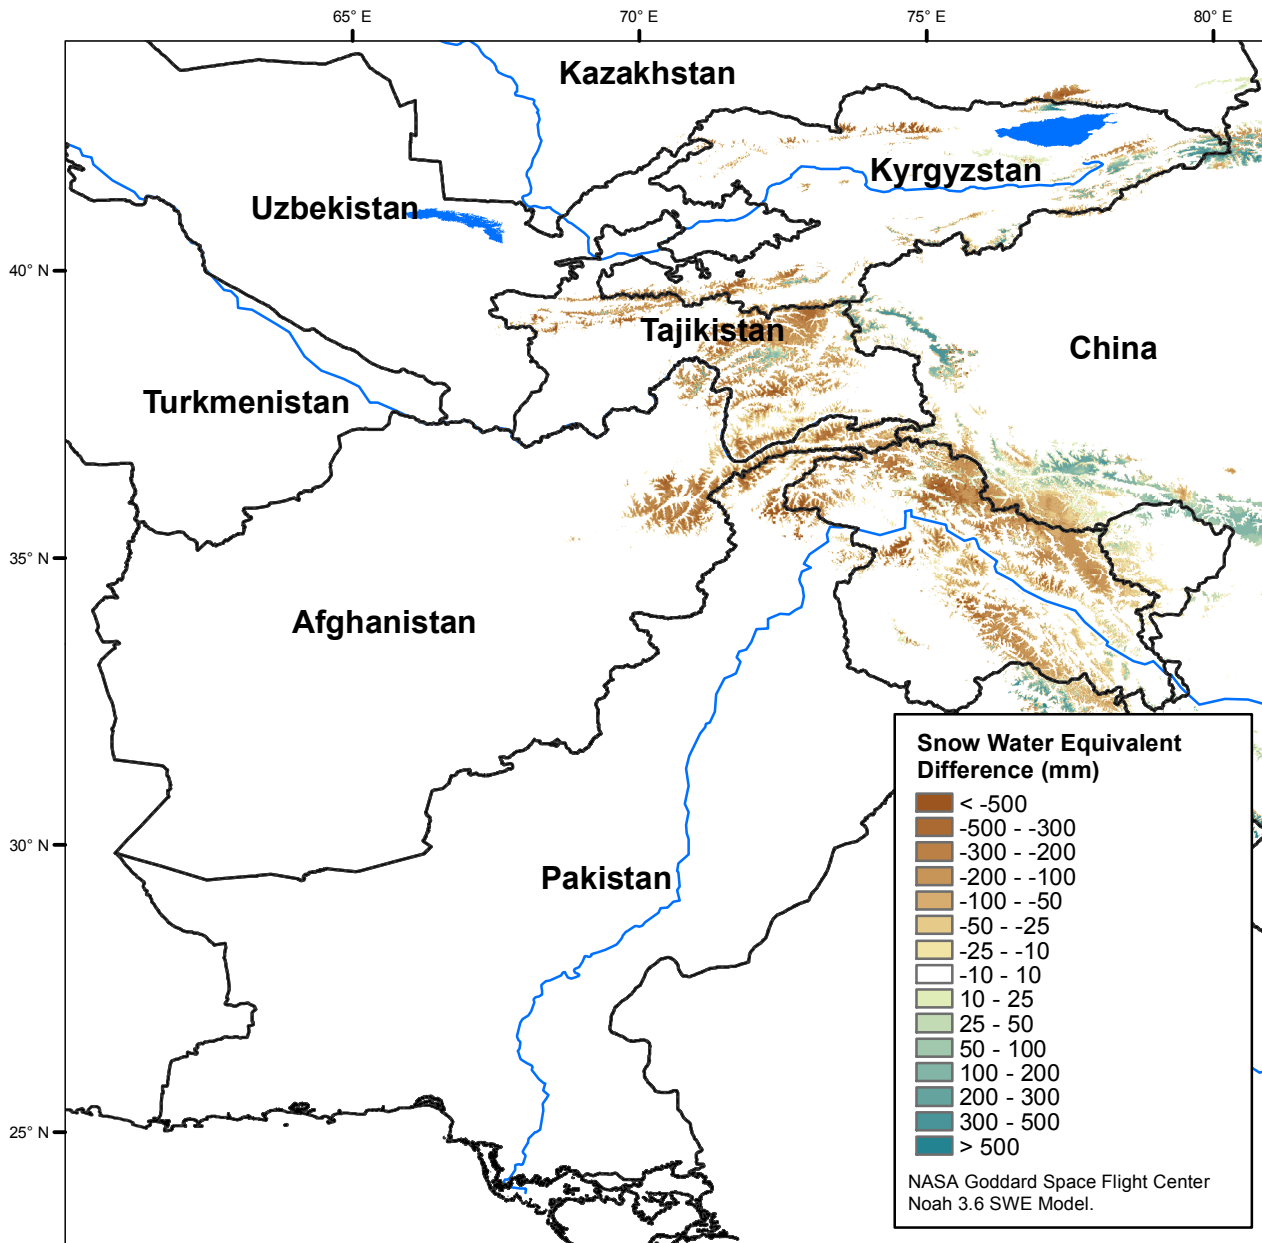 65° E
70° E
75° E
80° E
Kazakhstan
Kyrgyzstan
Uzbekistan
40° N
Tajikistan
China
Turkmenistan
35° N
Afghanistan
30° N
Pakistan
25° N
Snow Water Equivalent
Difference (mm)
< -500
-500 - -300
-300 - -200
-200 - -100
-100 - -50
-50 - -25
-25 - -10
-10 - 10
10 - 25
25 - 50
50 - 100
100 - 200
200 - 300
300 - 500
> 500
NASA Goddard Space Flight Center
Noah 3.6 SWE Model.